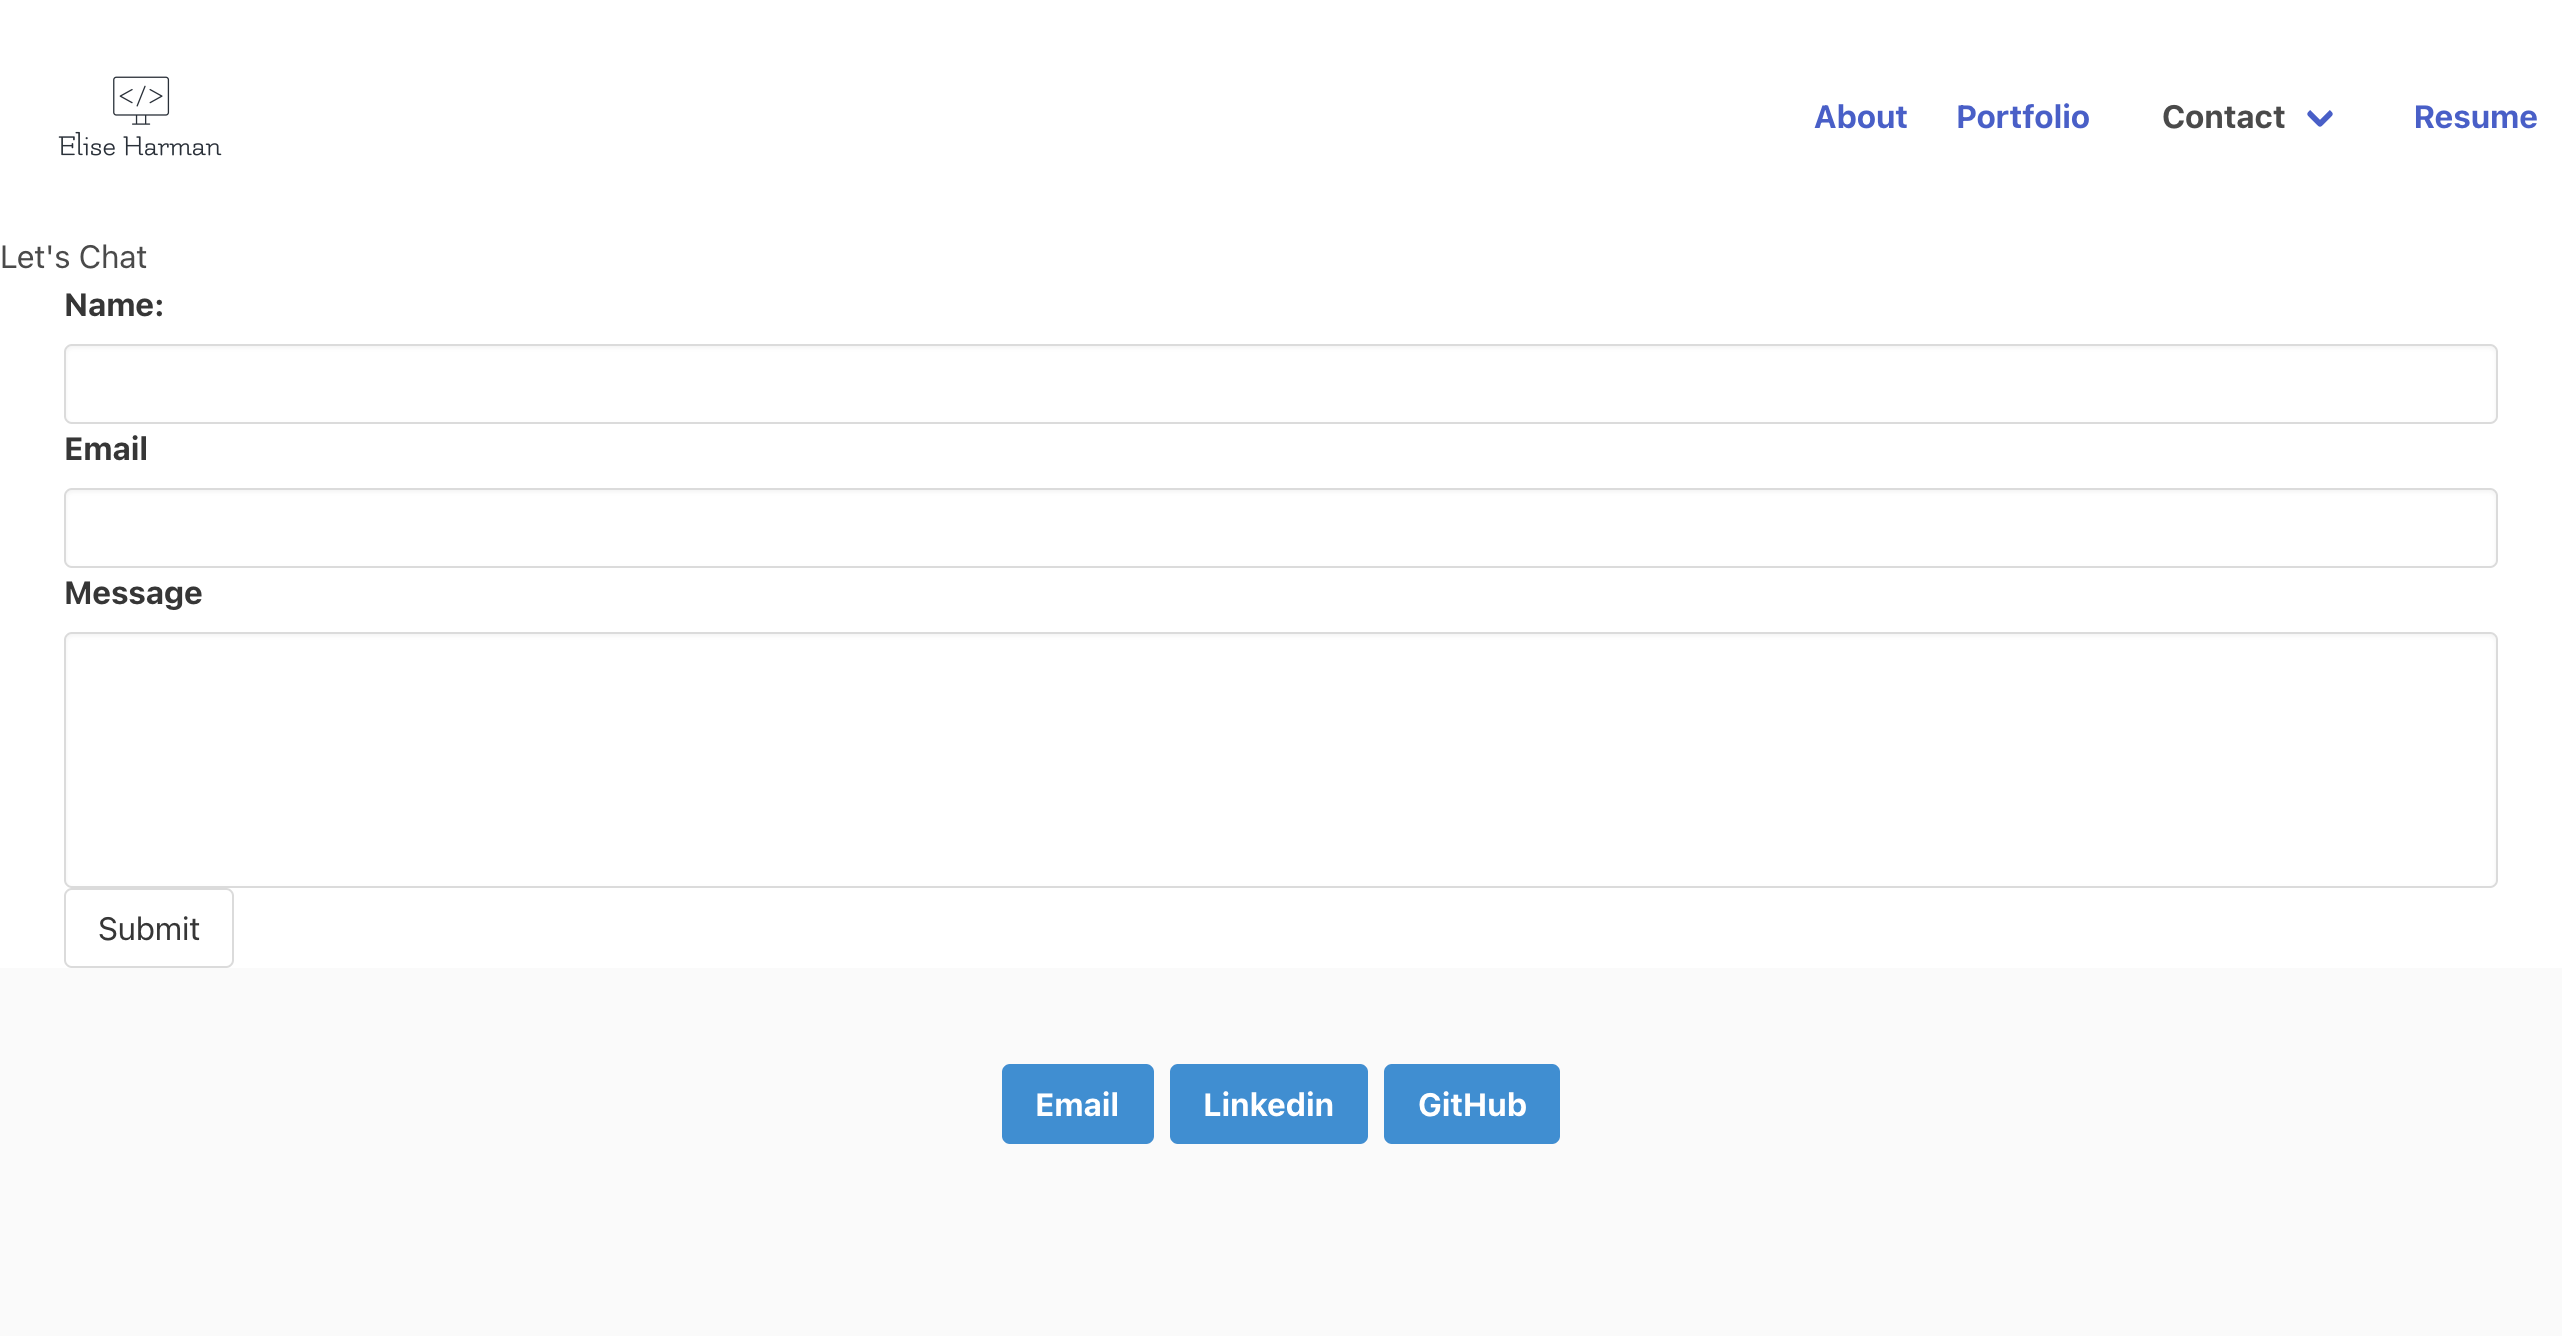 </>
Elise Harman
About Portfolio Contact Resume
Let's Chat
Name:
Email
Message
Submit
Email Linkedin GitHub